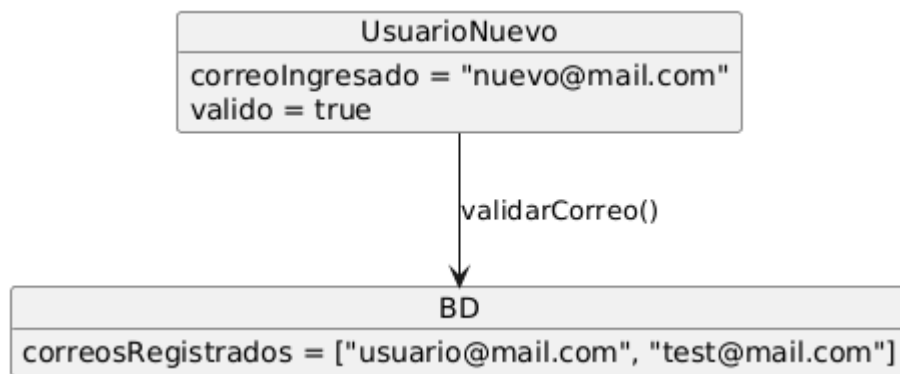 UsuarioNuevo
correoIngresado = "nuevo@mail.com"
valido = true
validarCorreo()
BD
correosRegistrados = ["usuario@mail.com", "test@mail.com"]